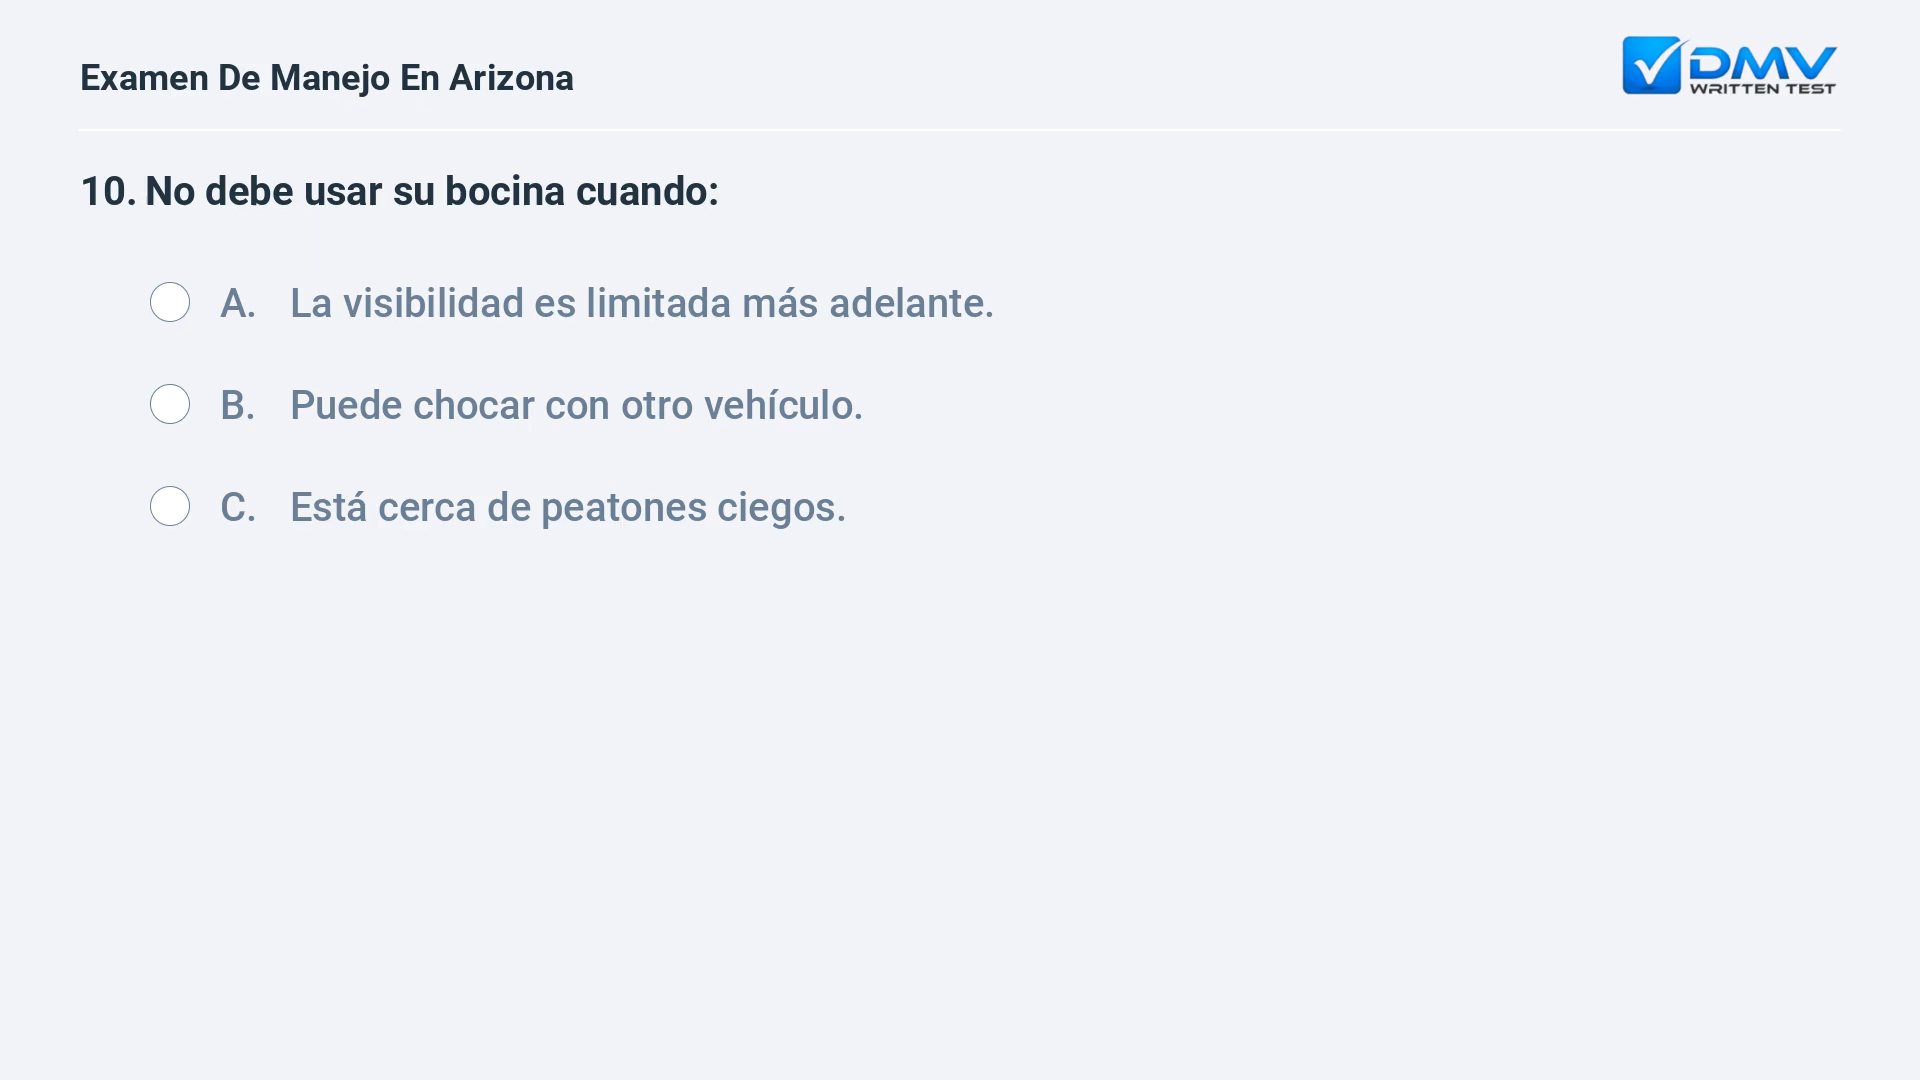 Examen De Manejo En Arizona
DMV
WRITTEN TEST
10. No debe usar su bocina cuando:
A. La visibilidad es limitada más adelante.
B. Puede chocar con otro vehículo.
C. Está cerca de peatones ciegos.